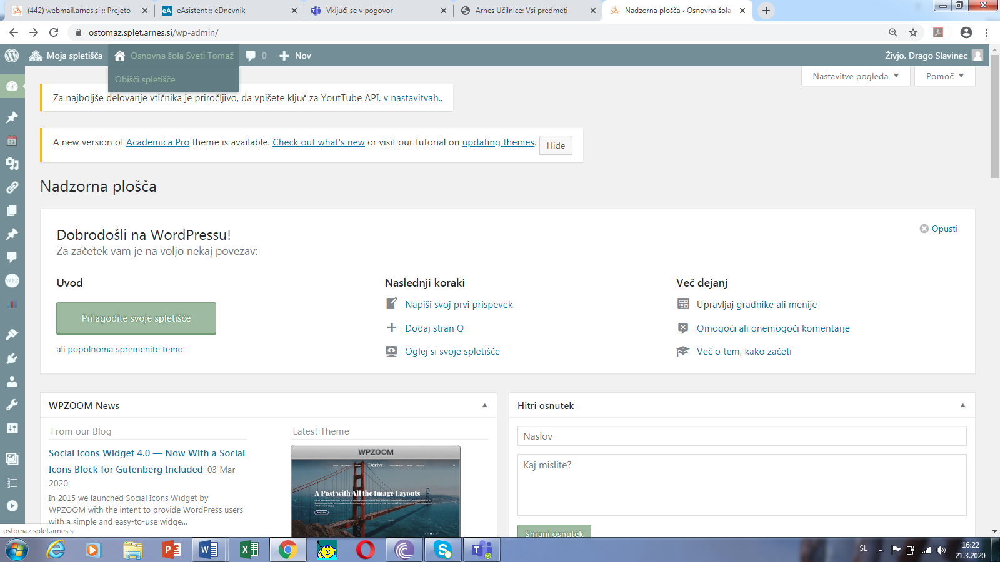 (442) webmail.arnes.si :: Prejeto
eAsistent :: eDnevnik
Vključi se v pogovor
Arnes Učilnice: Vsi predmeti
Nadzorna plošča ‹ Osnovna šola
ostomaz.splet.arnes.si/wp-admin/
Moja spletišča
Osnovna šola Sveti Tomaž
0
Nov
Živjo, Drago Slavinec
Obišči spletišče
Nastavitve pogleda
Pomoč
Za najboljše delovanje vtičnika je priročljivo, da vpišete ključ za YoutTube API. v nastavitvah..
A new version of Academica Pro theme is available. Check out what's new or visit our tutorial on updating themes.
Hide
Nadzorna plošča
Dobrodošli na WordPressu!
Opusti
Za začetek vam je na voljo nekaj povezav:
Uvod
Prilagodite svoje spletišče
ali popolnoma spremenite temo
Naslednji koraki
Napiši svoj prvi prispevek
Dodaj stran O
Oglej si svoje spletišče
Več dejanj
Upravljaj gradnike ali menije
Omogoči ali onemogoči komentarje
Več o tem, kako začeti
WPZOOM News
From our Blog
Social Icons Widget 4.0 — Now With a Social
Icons Block for Gutenberg Included 03 Mar
2020
In 2015 we launched Social Icons Widget by
WPZOOM with the intent to provide WordPress users
with a simple and easy-to-use widge...
Latest Theme
WPZOOM
Dérive
A Post with All the Image Layouts
Hitri osnutek
Naslov
Kaj mislite?
Shrani osnutek
ostomaz.splet.arnes.si
SL
16:22
21.3.2020